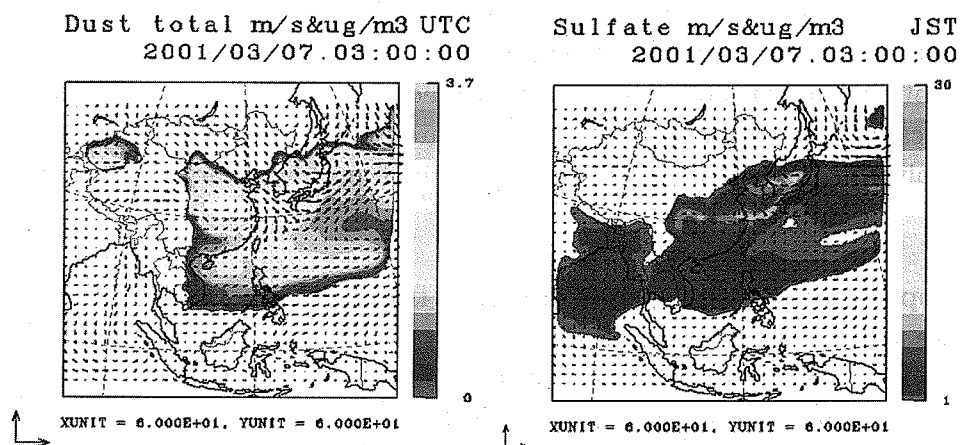 Dust total m/s&ug/m3 UTC
2001/03/07.03:00:00
3.7
0
XUNIT = 6.000E+01, YUNIT = 6.000E+01
Sulfate m/s&ug/m3 JST
2001/03/07.03:00:00
30
1
XUNIT = 6.000E+01, YUNIT = 6.000E+01